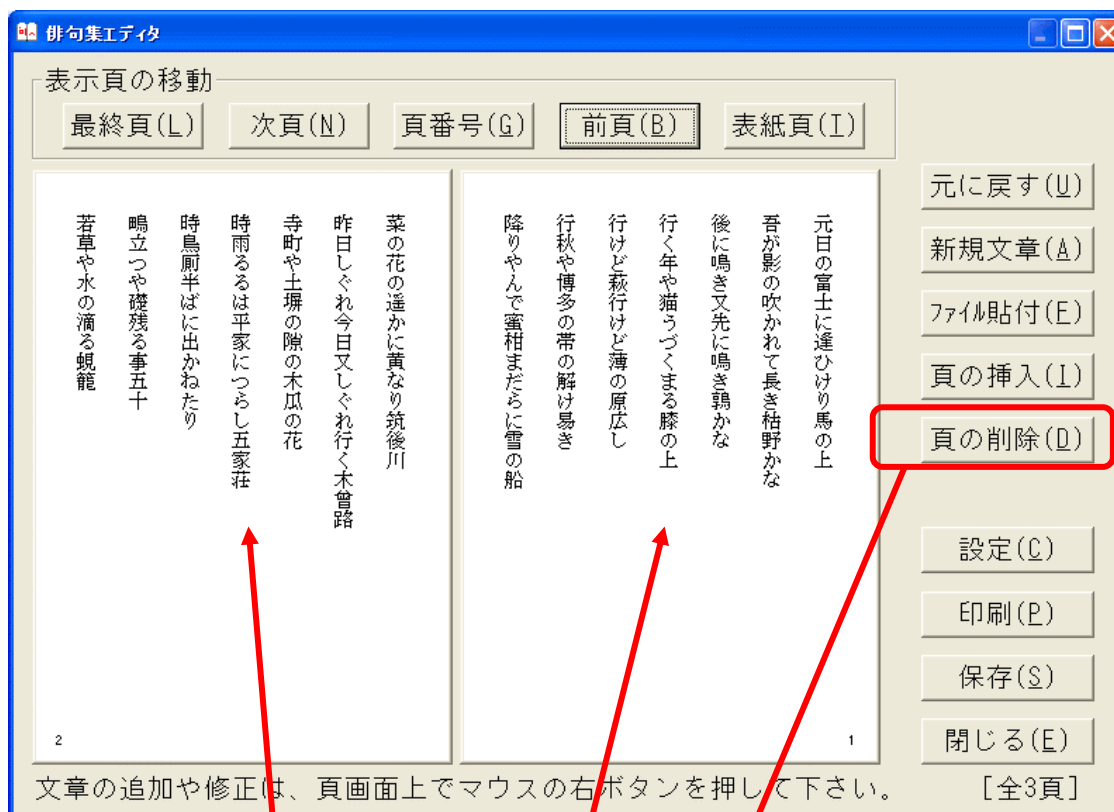 俳句集エディタ
表示頁の移動
最終頁(L)
次頁(N)
頁番号(G)
前頁(B)
表紙頁(T)
元日の富士に逢ひけり馬の上
吾が影の吹かれて長き枯野かな
後に鳴き又先に鳴き鶉かな
行く年や猫うづくまる膝の上
行けど萩行けど薄の原広し
行秋や博多の帯の解け易き
降りやんで蜜柑まだらに雪の船
1
菜の花の遥かに黄なり筑後川
昨日しぐれ今日又しぐれ行く木曾路
寺町や土塀の隙の木瓜の花
時雨るるは平家につらし五家荘
時鳥厠半ばに出かねたり
鴫立つや礎残る事五十
若草や水の滴る蜆籠
2
元に戻す(U)
新規文章(A)
ファイル貼付(F)
頁の挿入(I)
頁の削除(D)
設定(C)
印刷(P)
保存(S)
閉じる(E)
文章の追加や修正は、頁画面上でマウスの右ボタンを押して下さい。
[全3頁]